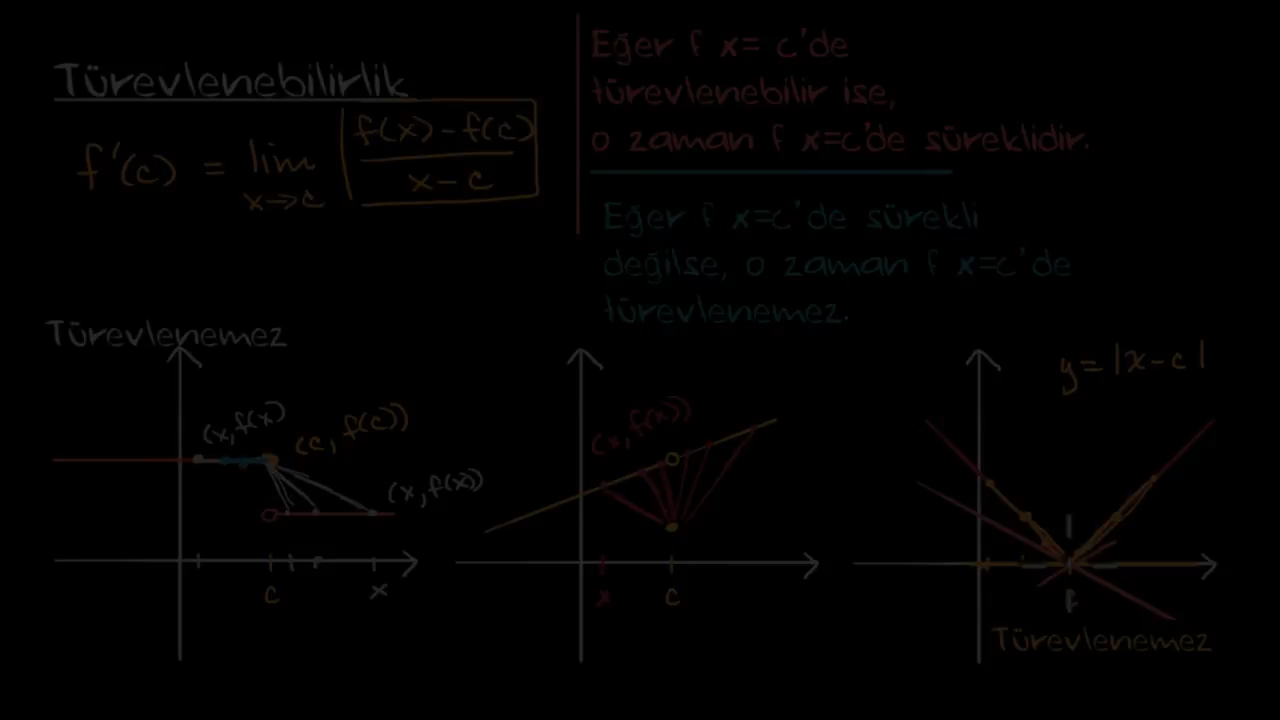 Türevlenebilirlik
f'(c) = lim x→c f(x) - f(c) / x - c
Eğer f x= c'de
türevlenebilir ise,
o zaman f x=c'de süreklidir.
Eğer f x=c'de sürekli
değilse, o zaman f x=c'de
türevlenemez.
Türevlenemez
(x,f(x)
(c, f(c))
(x,f(x))
c
x
(x, f(x))
x
c
y = |x - c|
Türevlenemez